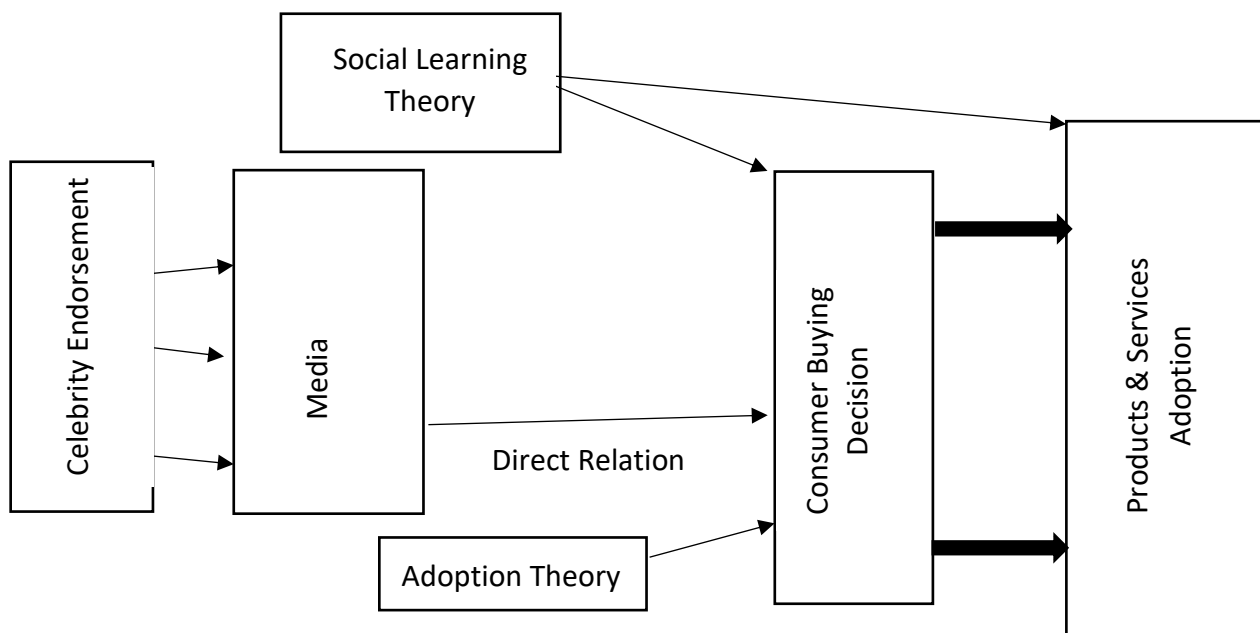 Social Learning
Theory
Celebrity Endorsement
Media
Direct Relation
Adoption Theory
Consumer Buying
Decision
Products & Services
Adoption